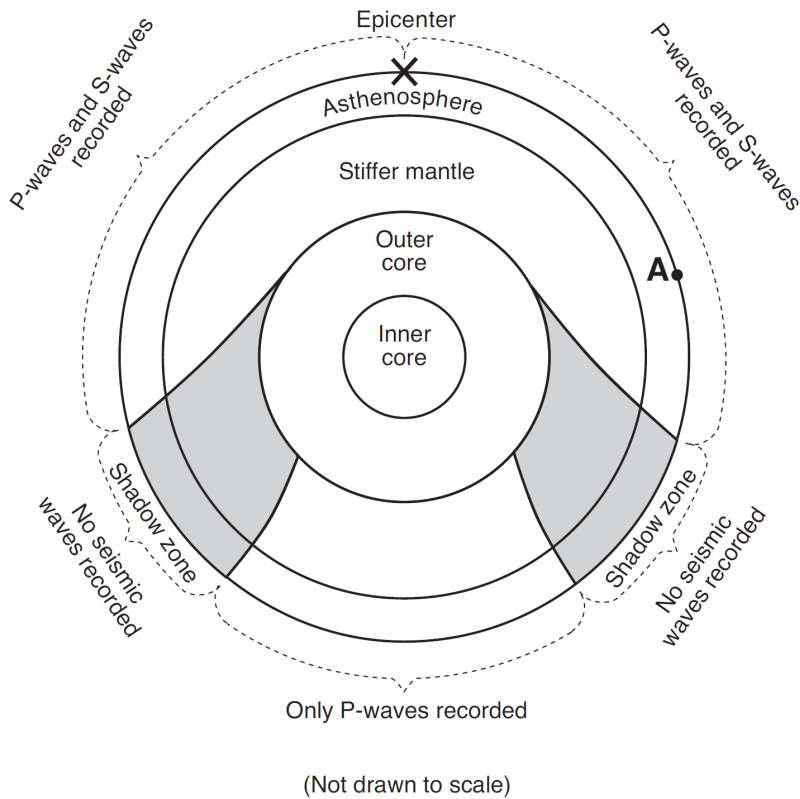 Epicenter
P-waves and S-waves
recorded
P-waves and S-waves
recorded
Asthenosphere
Stiffer mantle
Outer
core
A
Inner
core
Shadow zone
No seismic
waves recorded
Shadow zone
No seismic
waves recorded
Only P-waves recorded
(Not drawn to scale)